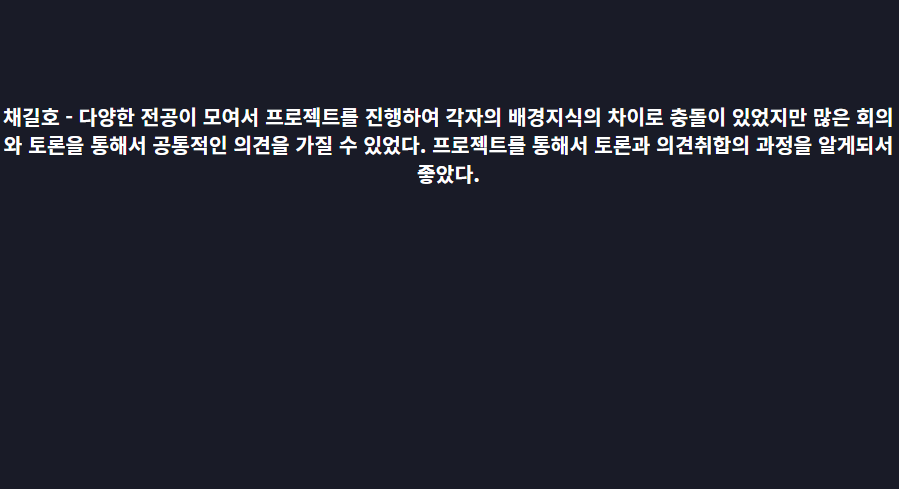 채길호 - 다양한 전공이 모여서 프로젝트를 진행하여 각자의 배경지식의 차이로 충돌이 있었지만 많은 회의
와 토론을 통해서 공통적인 의견을 가질 수 있었다. 프로젝트를 통해서 토론과 의견취합의 과정을 알게되서
좋았다.